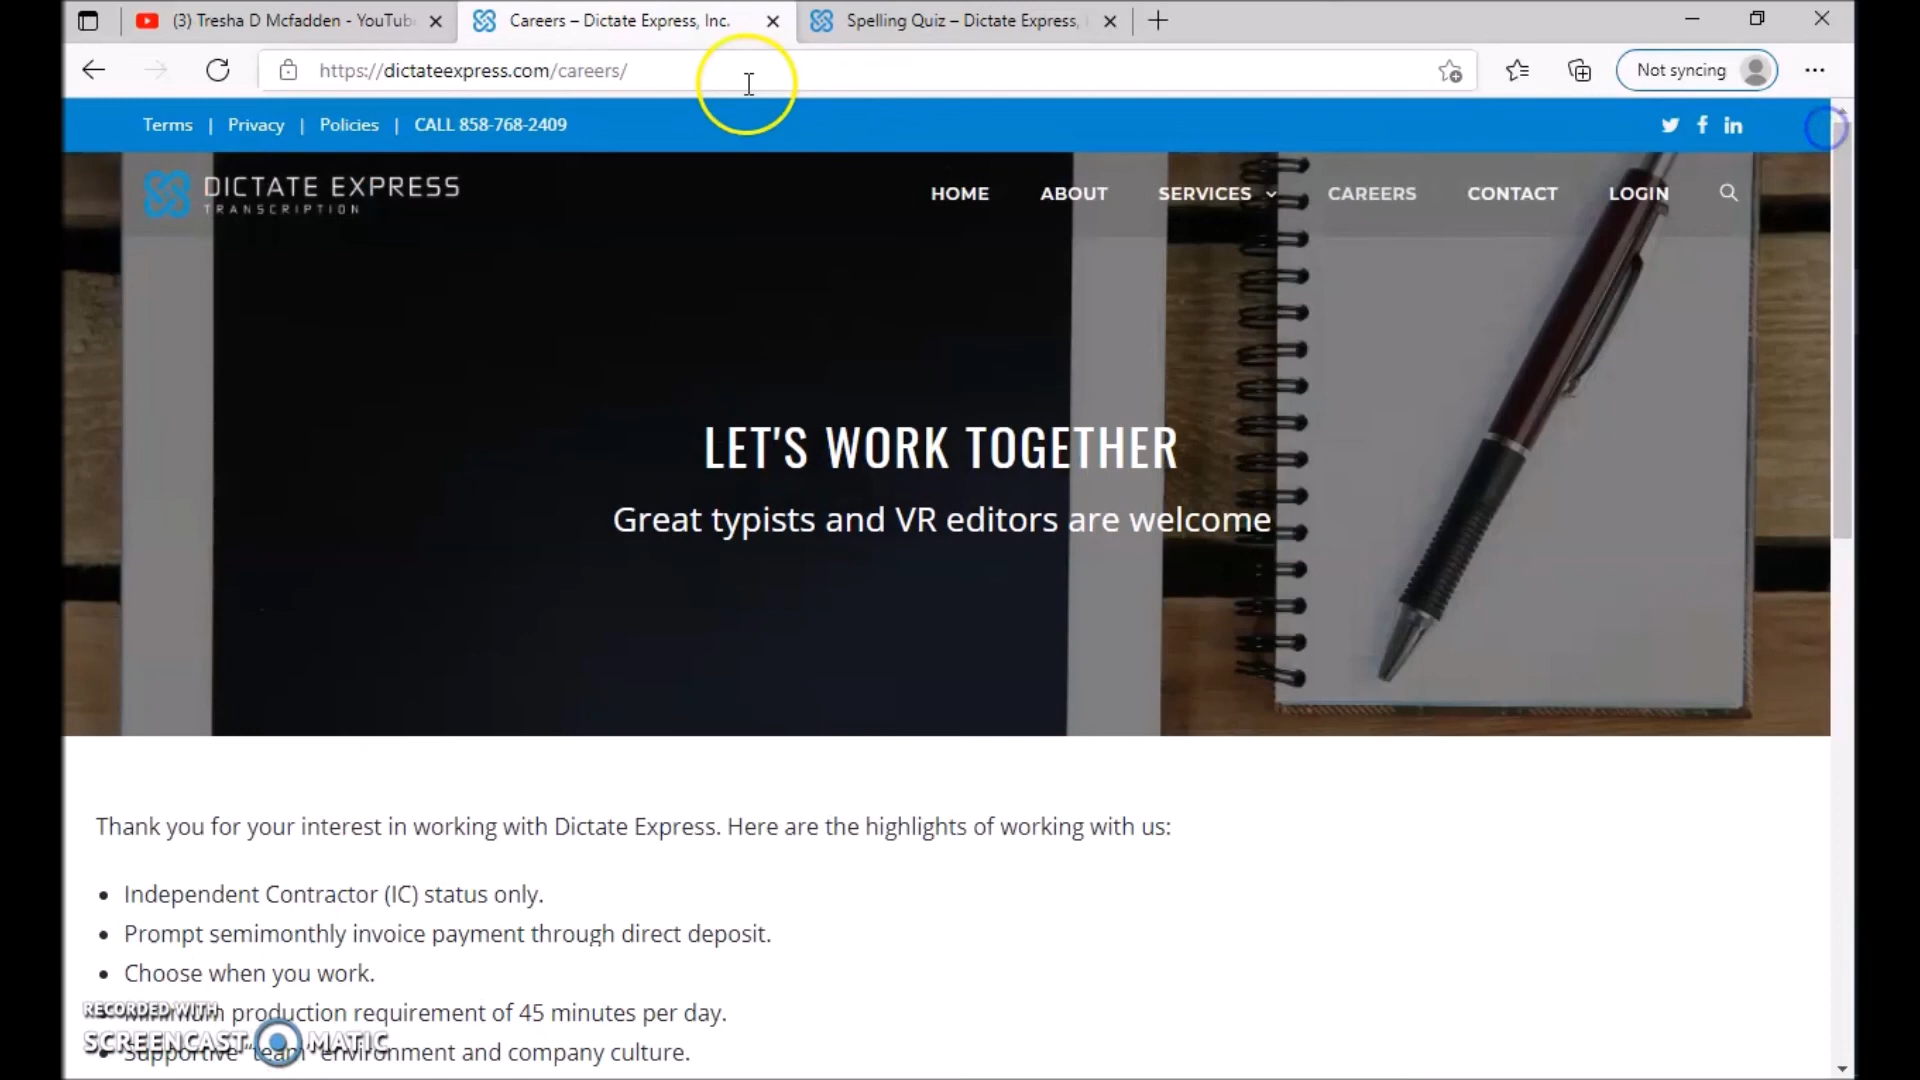 (3) Tresha D Mcfadden - YouTub
Careers – Dictate Express, Inc.
Spelling Quiz – Dictate Express,
https://dictateexpress.com/careers/
Not syncing
Terms | Privacy | Policies | CALL 858-768-2409
DICTATE EXPRESS
TRANSCRIPTION
HOME ABOUT SERVICES CAREERS CONTACT LOGIN
LET'S WORK TOGETHER
Great typists and VR editors are welcome
Thank you for your interest in working with Dictate Express. Here are the highlights of working with us:
• Independent Contractor (IC) status only.
• Prompt semimonthly invoice payment through direct deposit.
• Choose when you work.
RECORDED WITH
Minimum production requirement of 45 minutes per day.
SCREENCAST MATIC
• Supportive "team" environment and company culture.